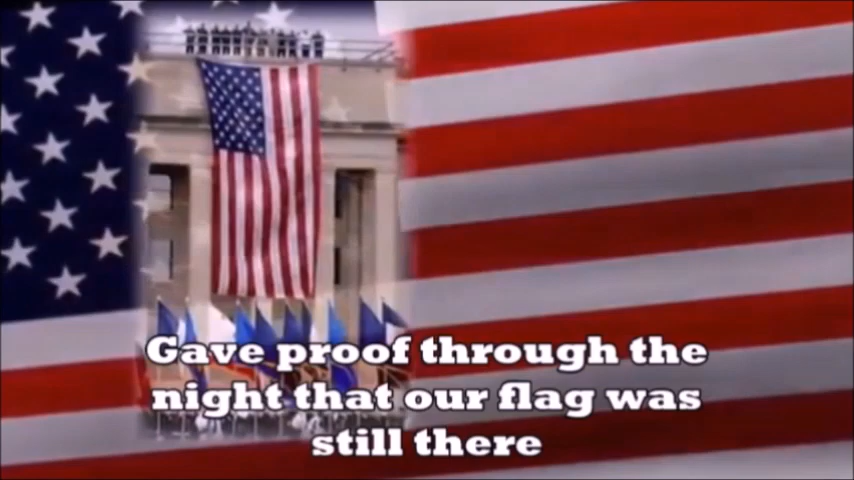 Gave proof through the
night that our flag was
still there